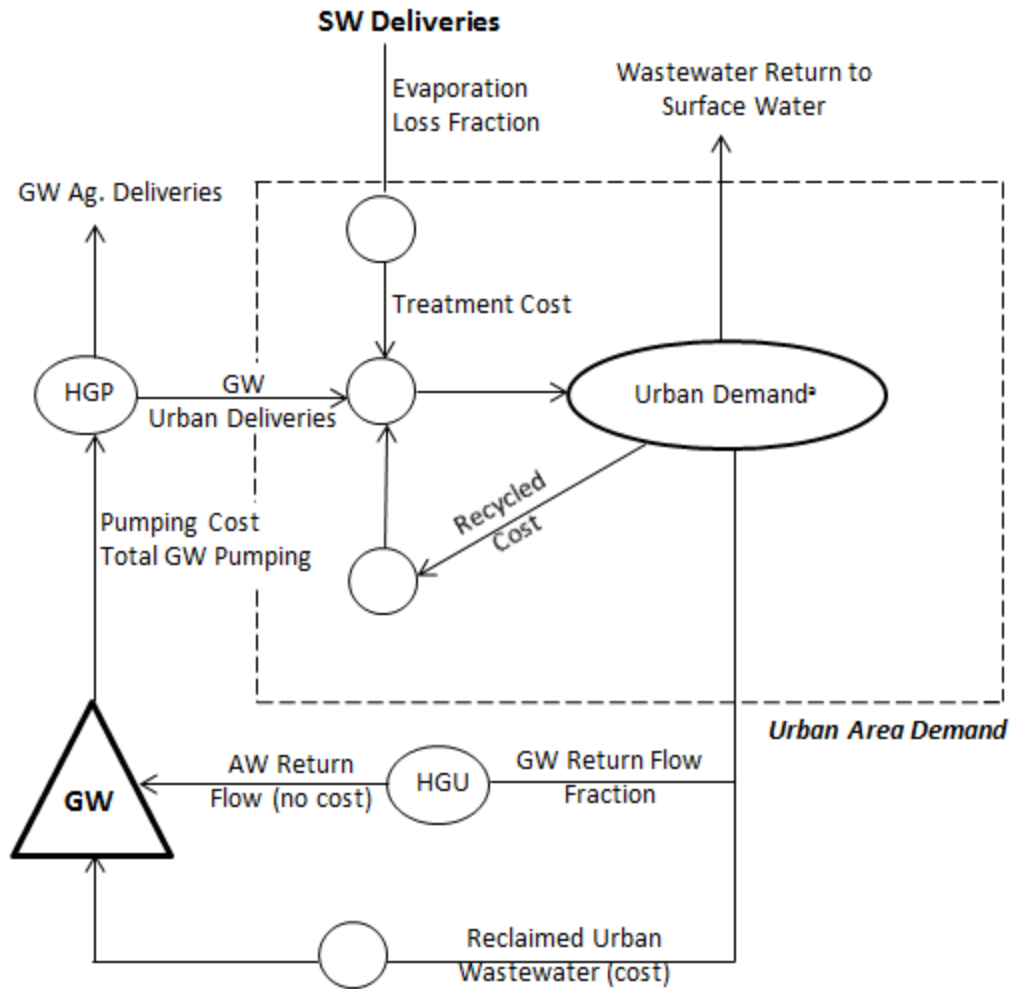 SW Deliveries
Evaporation
Loss Fraction
Wastewater Return to
Surface Water
GW Ag. Deliveries
Treatment Cost
HGP
GW
Urban Deliveries
Urban Demandª
Recycled
Cost
Pumping Cost
Total GW Pumping
Urban Area Demand
GW
AW Return
Flow (no cost)
HGU
GW Return Flow
Fraction
Reclaimed Urban
Wastewater (cost)